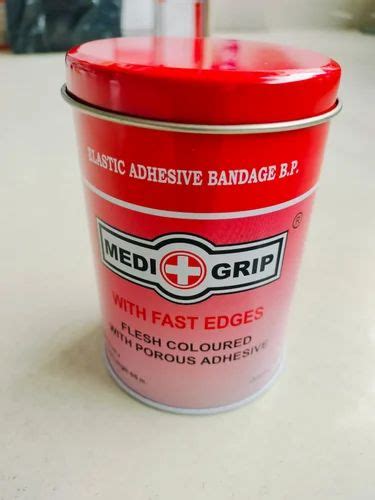 ELASTIC ADHESIVE BANDAGE B.P.
MEDI GRIP ®
WITH FAST EDGES
FLESH COLOURED
WITH POROUS ADHESIVE